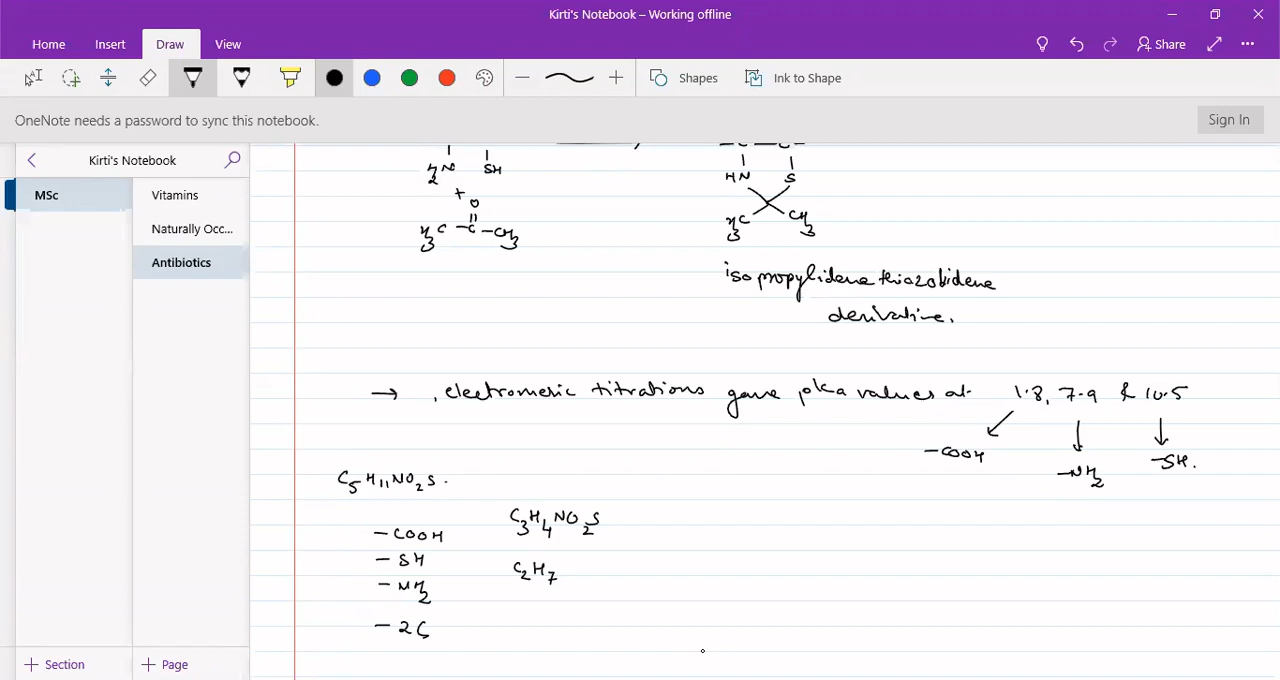 Kirti's Notebook – Working offline
Home Insert Draw View
Share
Shapes Ink to Shape
OneNote needs a password to sync this notebook. Sign In
Kirti's Notebook
MSc
Vitamins
Naturally Occ...
Antibiotics
H₂N SH
+
O
H₃C – C – CH₃
– C – C –
HN S
H₃C CH₃
isopropylidene thiazolidene
derivative.
→ , electromeric titrations gave pka values at 1.8, 7.9 & 10.5
–COOH –NH₂ –SH.
C₅H₁₁NO₂S.
– COOH
– SH
– NH₂
– 2C
C₃H₄NO₂S
C₂H₇
+ Section + Page